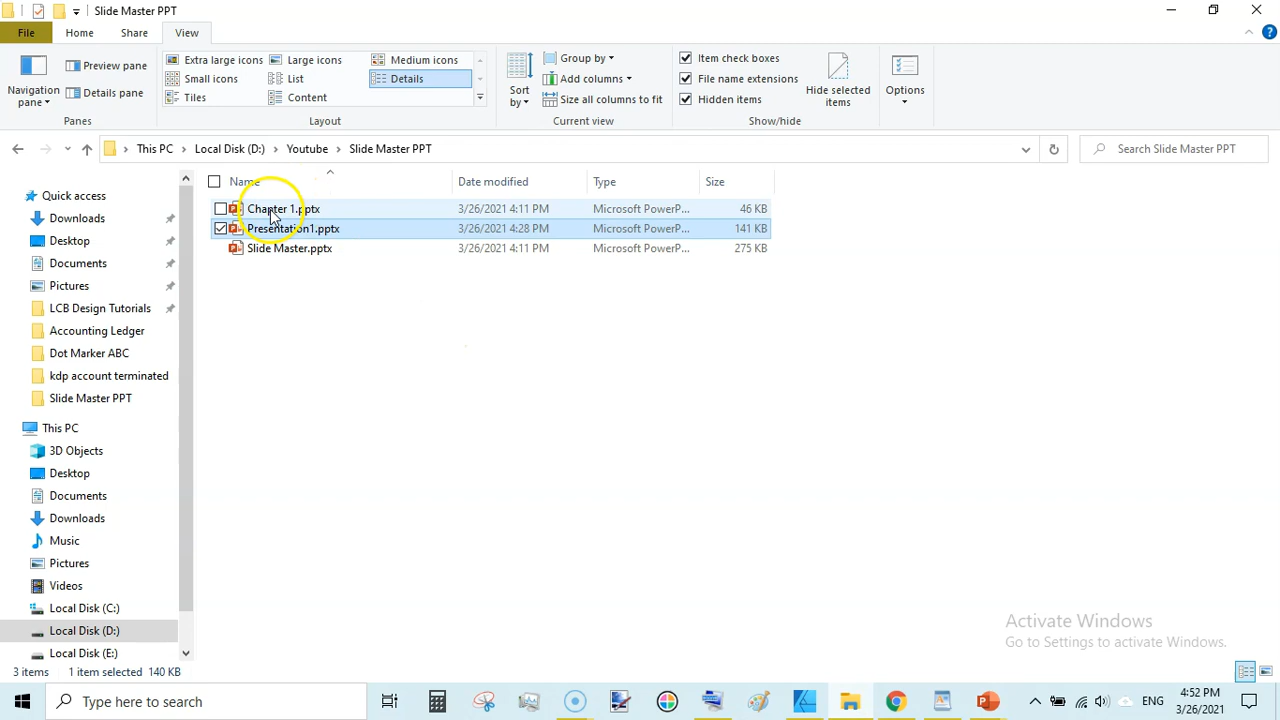 Slide Master PPT
File Home Share View
Navigation pane
Preview pane
Details pane
Panes
Extra large icons Large icons Medium icons
Small icons List Details
Tiles Content
Layout
Sort by
Group by
Add columns
Size all columns to fit
Current view
Item check boxes
File name extensions
Hidden items
Hide selected items
Show/hide
Options
This PC Local Disk (D:) Youtube Slide Master PPT
Search Slide Master PPT
Name Date modified Type Size
Chapter 1.pptx 3/26/2021 4:11 PM Microsoft PowerP... 46 KB
Presentation1.pptx 3/26/2021 4:28 PM Microsoft PowerP... 141 KB
Slide Master.pptx 3/26/2021 4:11 PM Microsoft PowerP... 275 KB
Quick access
Downloads
Desktop
Documents
Pictures
LCB Design Tutorials
Accounting Ledger
Dot Marker ABC
kdp account terminated
Slide Master PPT
This PC
3D Objects
Desktop
Documents
Downloads
Music
Pictures
Videos
Local Disk (C:)
Local Disk (D:)
Local Disk (E:)
Activate Windows
Go to Settings to activate Windows.
3 items 1 item selected 140 KB
Type here to search
ENG
4:52 PM
3/26/2021